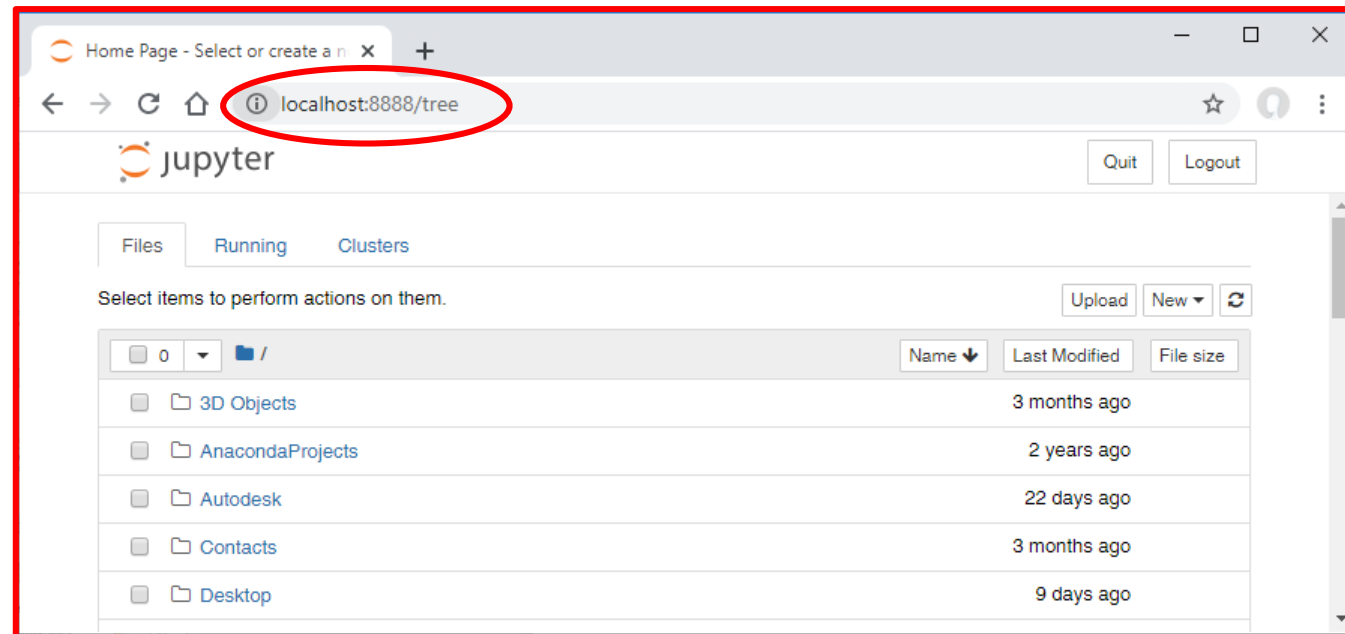 Home Page - Select or create a n
localhost:8888/tree
jupyter
Quit Logout
Files Running Clusters
Select items to perform actions on them.
Upload New
0 / Name Last Modified File size
3D Objects 3 months ago
AnacondaProjects 2 years ago
Autodesk 22 days ago
Contacts 3 months ago
Desktop 9 days ago